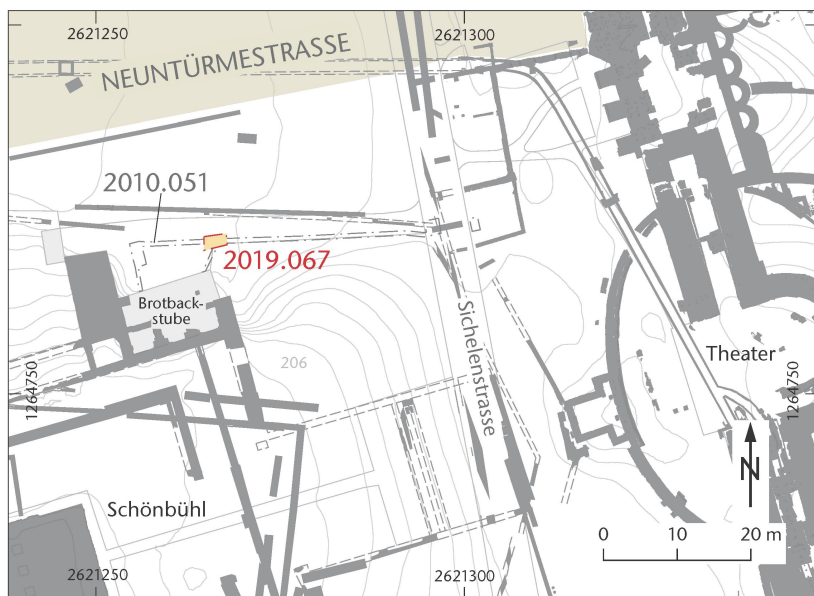 2621250
2621300
NEUNTÜRMESTRASSE
2010.051
2019.067
Brotback-
stube
Sichelenstrasse
206
Theater
1264750
1264750
Schönbühl
N
0 10 20 m
2621250
2621300